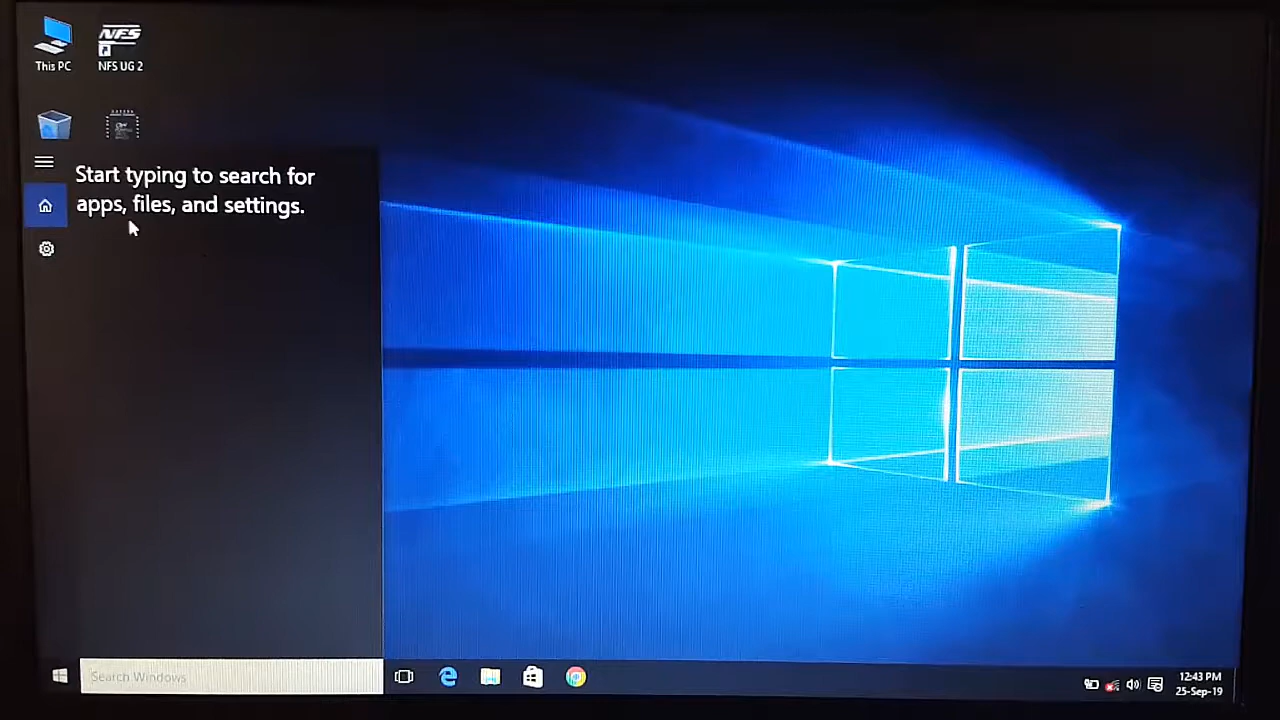 NFS
This PC
NFS UG 2
Start typing to search for
apps, files, and settings.
Search Windows
12:43 PM
25-Sep-19